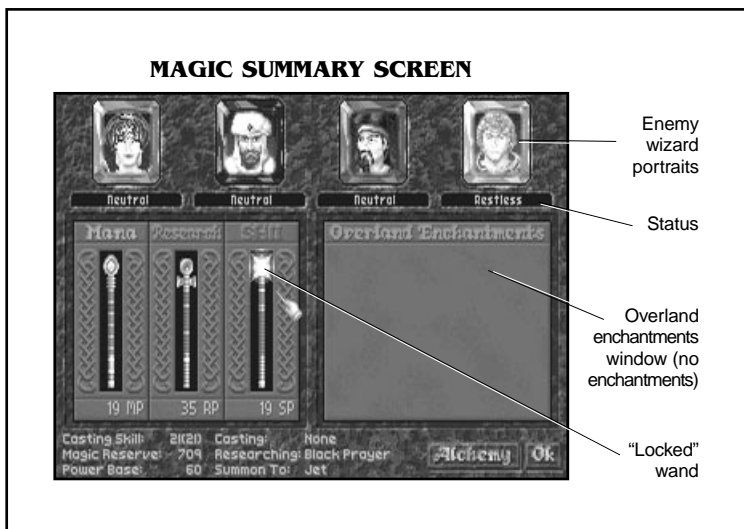 MAGIC SUMMARY SCREEN
Neutral
Neutral
Neutral
Restless
Mana
Research
Skill
Overland Enchantments
19 MP
35 RP
19 SP
Casting Skill: 21(21)
Magic Reserve: 709
Power Base: 60
Casting: None
Researching: Black Prayer
Summon To: Jet
Alchemy
Ok
Enemy
wizard
portraits
Status
Overland
enchantments
window (no
enchantments)
“Locked”
wand